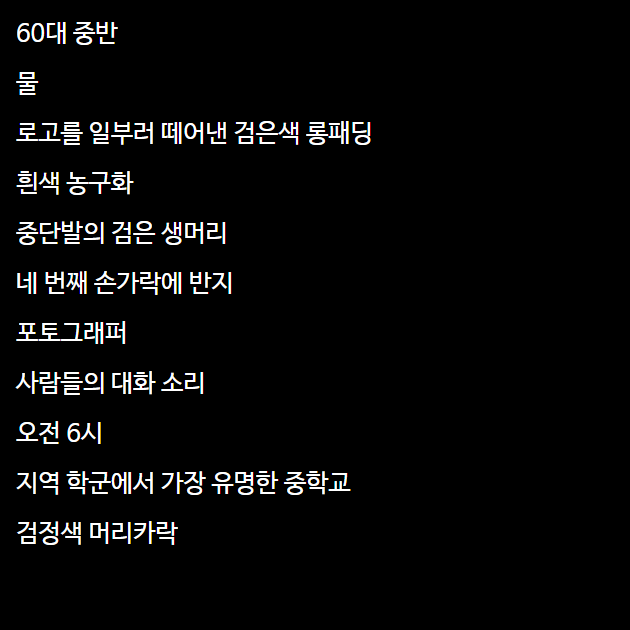 60대 중반
물
로고를 일부러 떼어낸 검은색 롱패딩
흰색 농구화
중단발의 검은 생머리
네 번째 손가락에 반지
포토그래퍼
사람들의 대화 소리
오전 6시
지역 학군에서 가장 유명한 중학교
검정색 머리카락